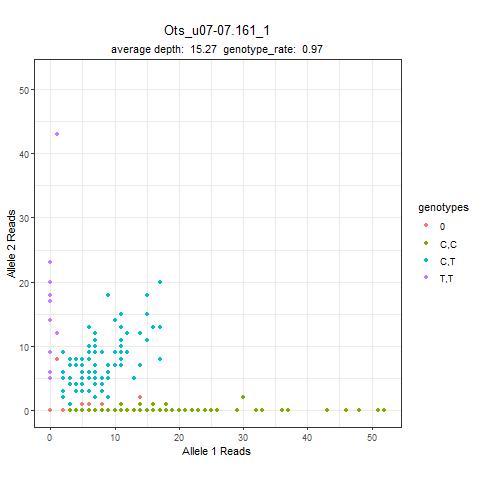 Ots_u07-07.161_1
average depth: 15.27 genotype_rate: 0.97
50
40
30
20
10
0
Allele 2 Reads
0 10 20 30 40 50
Allele 1 Reads
genotypes
0
C,C
C,T
T,T